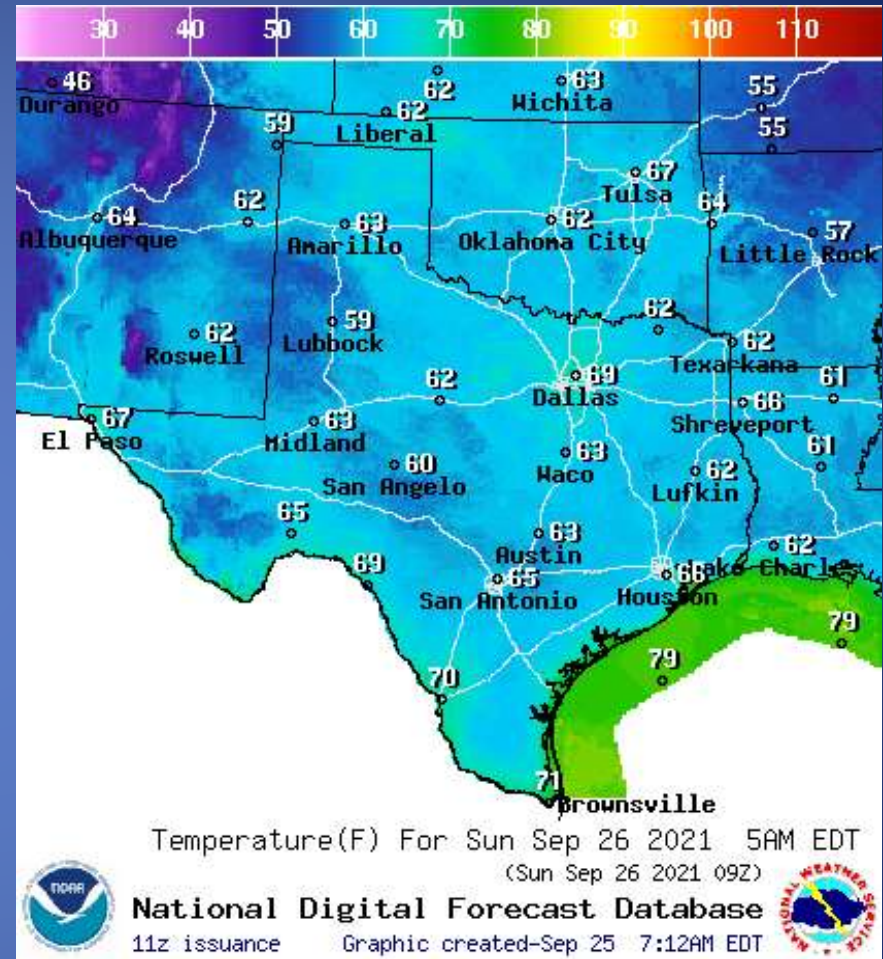 30 40 50 60 70 80 90 100 110
46
Durango
62
62
Liberal
63
Wichita
55
55
59
67
Tulsa
64
Albuquerque
62
63
Amarillo
62
Oklahoma City
64
57
Little Rock
62
Roswell
59
Lubbock
62
62
Texarkana
69
Dallas
62
61
66
Shreveport
67
El Paso
63
Midland
60
San Angelo
63
Waco
62
Lufkin
61
65
63
Austin
62
Lake Charles
69
65
San Antonio
66
Houston
79
79
70
71
Brownsville
Temperature(F) For Sun Sep 26 2021 5AM EDT
(Sun Sep 26 2021 09Z)
NOAA
National Digital Forecast Database
11z issuance Graphic created-Sep 25 7:12AM EDT
NATIONAL WEATHER SERVICE